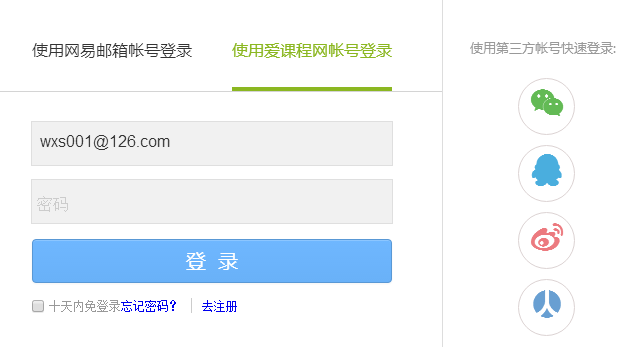 使用网易邮箱帐号登录
使用爱课程网帐号登录
wxs001@126.com
密码
登 录
十天内免登录忘记密码? | 去注册
使用第三方帐号快速登录: